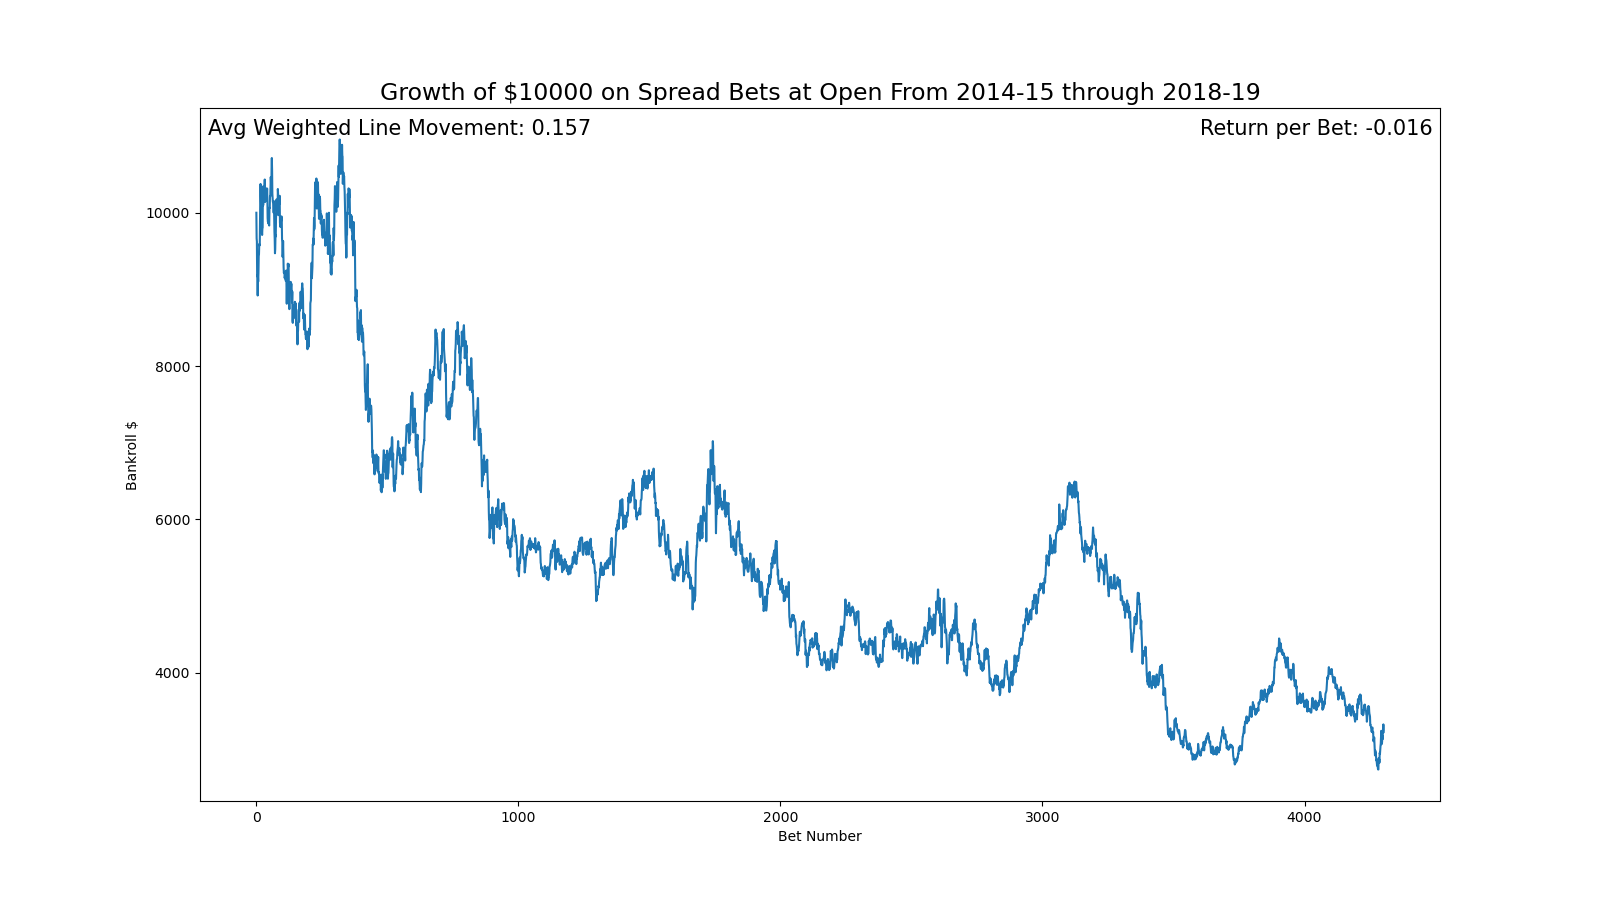 Growth of $10000 on Spread Bets at Open From 2014-15 through 2018-19
Avg Weighted Line Movement: 0.157
Return per Bet: -0.016
10000
8000
6000
4000
Bankroll $
0
1000
2000
3000
4000
Bet Number